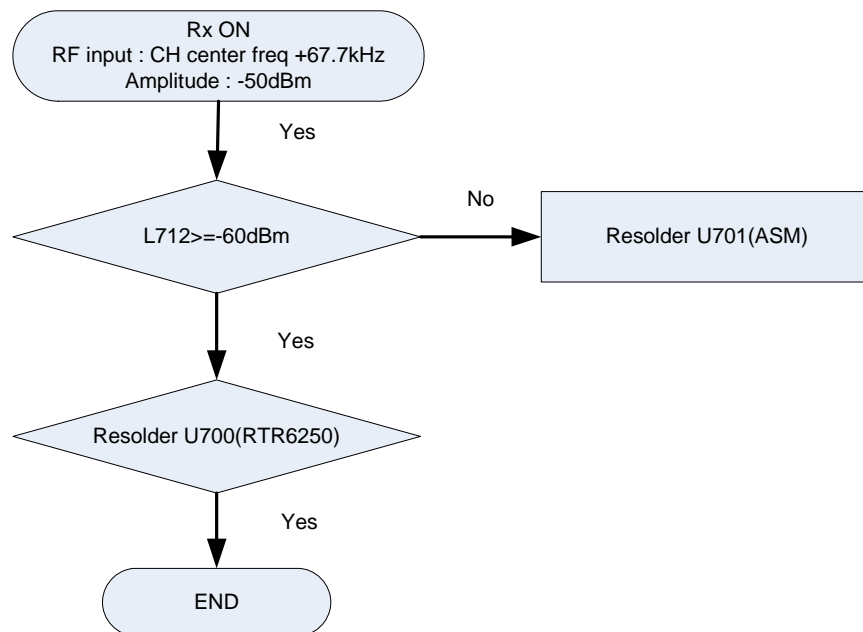 Rx ON
RF input : CH center freq +67.7kHz
Amplitude : -50dBm
Yes
L712>=-60dBm
No
Resolder U701(ASM)
Yes
Resolder U700(RTR6250)
Yes
END